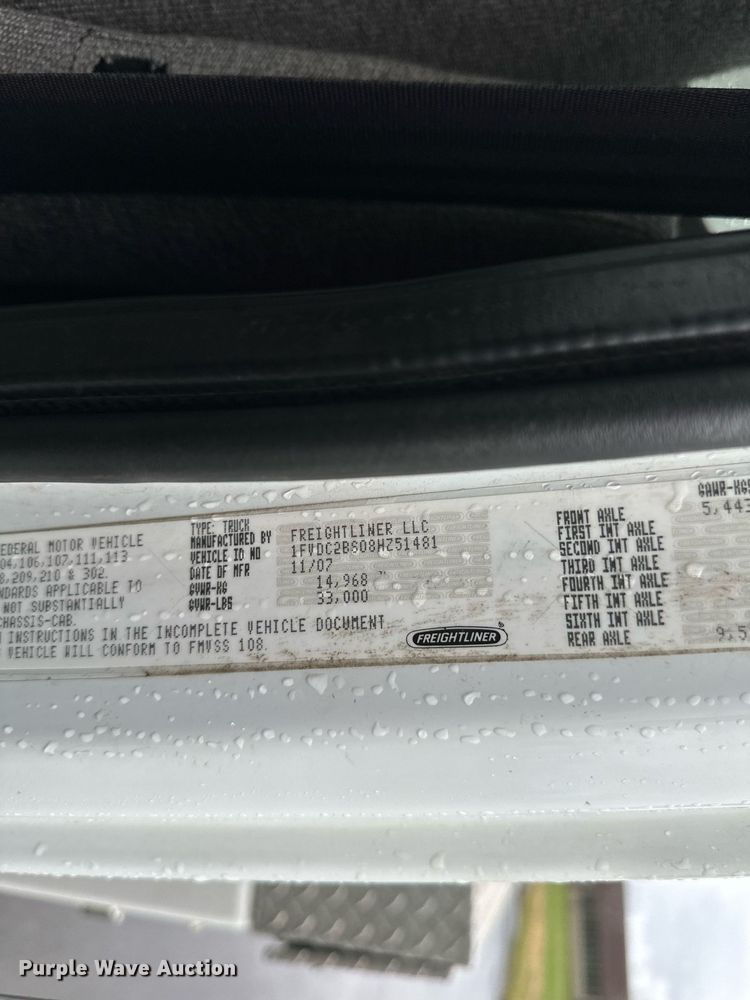 FEDERAL MOTOR VEHICLE
04,106,107,111,113
8,209,210 & 302.
NDARDS APPLICABLE TO
NOT SUBSTANTIALLY
CHASSIS-CAB.
INSTRUCTIONS IN THE INCOMPLETE VEHICLE DOCUMENT
VEHICLE WILL CONFORM TO FMVSS 108.
TYPE: TRUCK
MANUFACTURED BY FREIGHTLINER LLC
VEHICLE ID NO 1FVDC2BS08HZ51481
DATE OF MFR 11/07
GVWR-KG 14,968
GVWR-LBS 33,000
FREIGHTLINER
GAWR-KGS
FRONT AXLE 5,443
FIRST INT AXLE
SECOND INT AXLE
THIRD INT AXLE
FOURTH INT AXLE
FIFTH INT AXLE
SIXTH INT AXLE
REAR AXLE 9,5
Purple Wave Auction